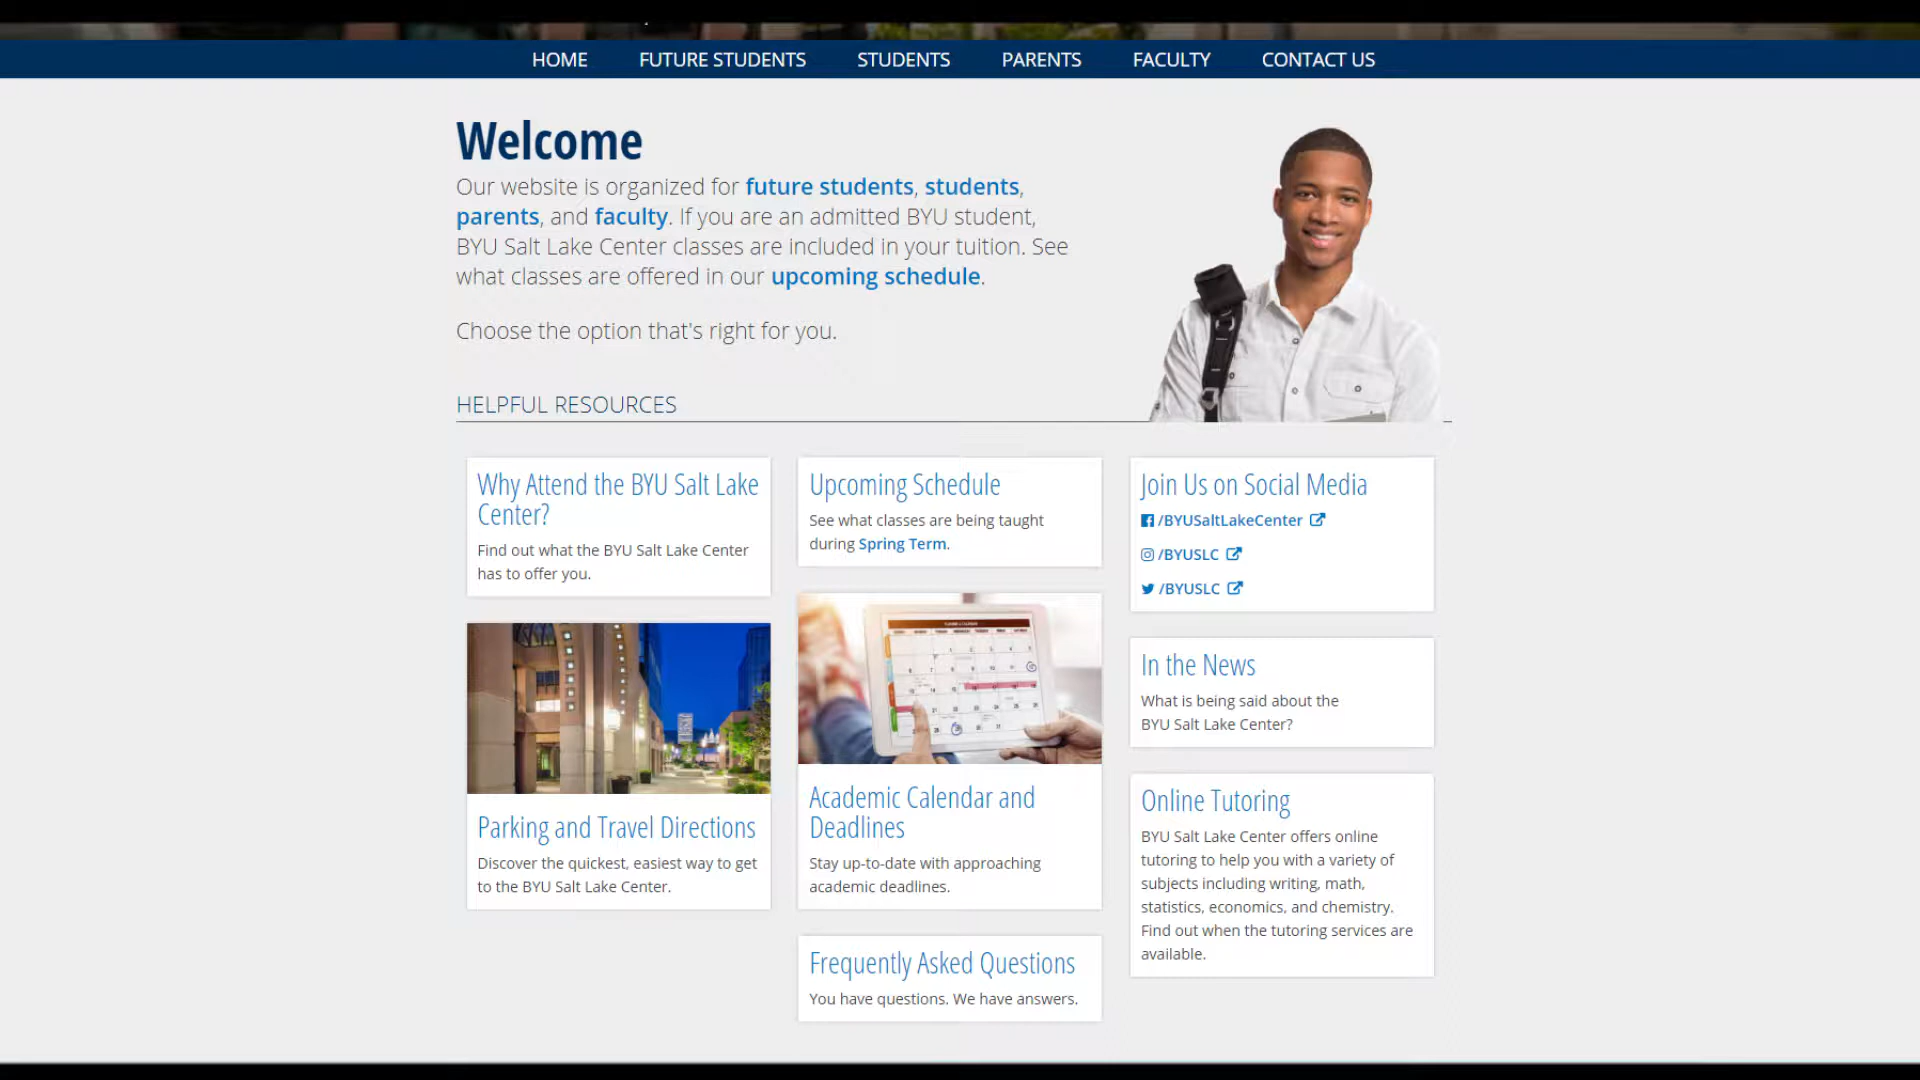 HOME FUTURE STUDENTS STUDENTS PARENTS FACULTY CONTACT US
Welcome
Our website is organized for future students, students,
parents, and faculty. If you are an admitted BYU student,
BYU Salt Lake Center classes are included in your tuition. See
what classes are offered in our upcoming schedule.
Choose the option that's right for you.
HELPFUL RESOURCES
Why Attend the BYU Salt Lake
Center?
Find out what the BYU Salt Lake Center
has to offer you.
Parking and Travel Directions
Discover the quickest, easiest way to get
to the BYU Salt Lake Center.
Upcoming Schedule
See what classes are being taught
during Spring Term.
Academic Calendar and
Deadlines
Stay up-to-date with approaching
academic deadlines.
Frequently Asked Questions
You have questions. We have answers.
Join Us on Social Media
/BYUSaltLakeCenter
/BYUSLC
/BYUSLC
In the News
What is being said about the
BYU Salt Lake Center?
Online Tutoring
BYU Salt Lake Center offers online
tutoring to help you with a variety of
subjects including writing, math,
statistics, economics, and chemistry.
Find out when the tutoring services are
available.